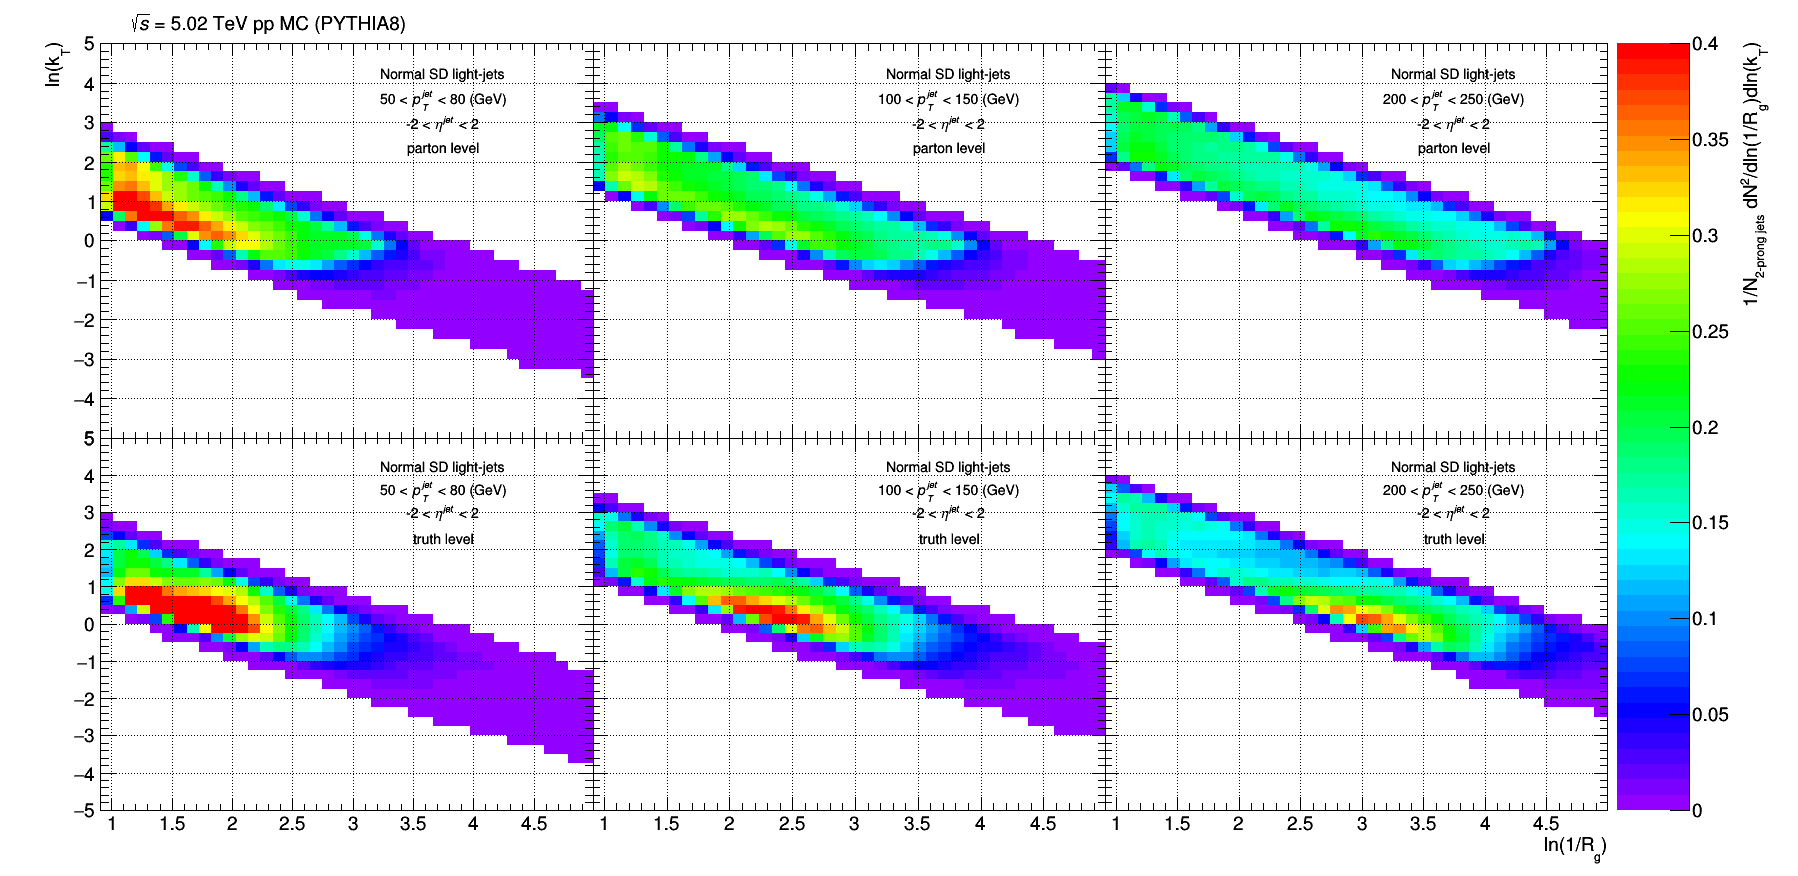 √s = 5.02 TeV pp MC (PYTHIA8)
ln(k_T)
5
4
3
2
1
0
−1
−2
−3
−4
Normal SD light-jets
50 < p_T^jet < 80 (GeV)
-2 < η^jet < 2
parton level
Normal SD light-jets
100 < p_T^jet < 150 (GeV)
-2 < η^jet < 2
parton level
Normal SD light-jets
200 < p_T^jet < 250 (GeV)
-2 < η^jet < 2
parton level
5
4
3
2
1
0
−1
−2
−3
−4
−5
Normal SD light-jets
50 < p_T^jet < 80 (GeV)
-2 < η^jet < 2
truth level
Normal SD light-jets
100 < p_T^jet < 150 (GeV)
-2 < η^jet < 2
truth level
Normal SD light-jets
200 < p_T^jet < 250 (GeV)
-2 < η^jet < 2
truth level
1 1.5 2 2.5 3 3.5 4 4.5
1 1.5 2 2.5 3 3.5 4 4.5
1 1.5 2 2.5 3 3.5 4 4.5
ln(1/R_g)
0.4
0.35
0.3
0.25
0.2
0.15
0.1
0.05
0
1/N_2-prong jets dN²/dln(1/R_g)dln(k_T)